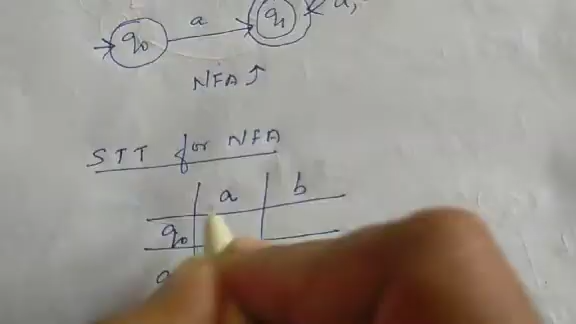 a
q₀ q₁ a,
NFA ↑
STT for NFA
a b
q₀
q